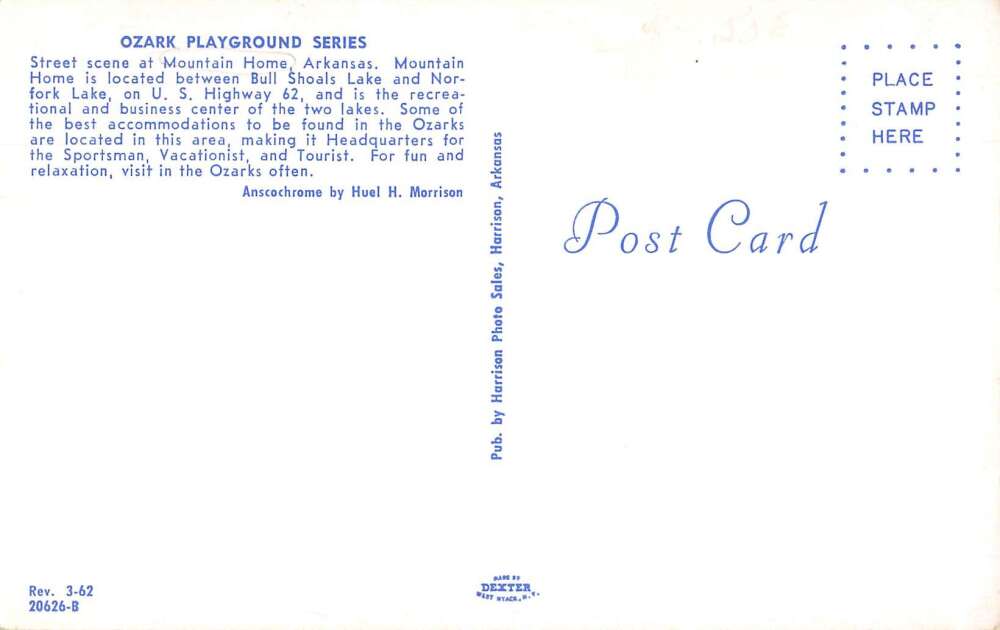 OZARK PLAYGROUND SERIES
Street scene at Mountain Home, Arkansas. Mountain
Home is located between Bull Shoals Lake and Nor-
fork Lake, on U. S. Highway 62, and is the recrea-
tional and business center of the two lakes. Some of
the best accommodations to be found in the Ozarks
are located in this area, making it Headquarters for
the Sportsman, Vacationist, and Tourist. For fun and
relaxation, visit in the Ozarks often.
Anscochrome by Huel H. Morrison
Rev. 3-62
20626-B
Pub. by Harrison Photo Sales, Harrison, Arkansas
MADE BY
DEXTER
WEST NYACK, N.Y.
PLACE
STAMP
HERE
Post Card